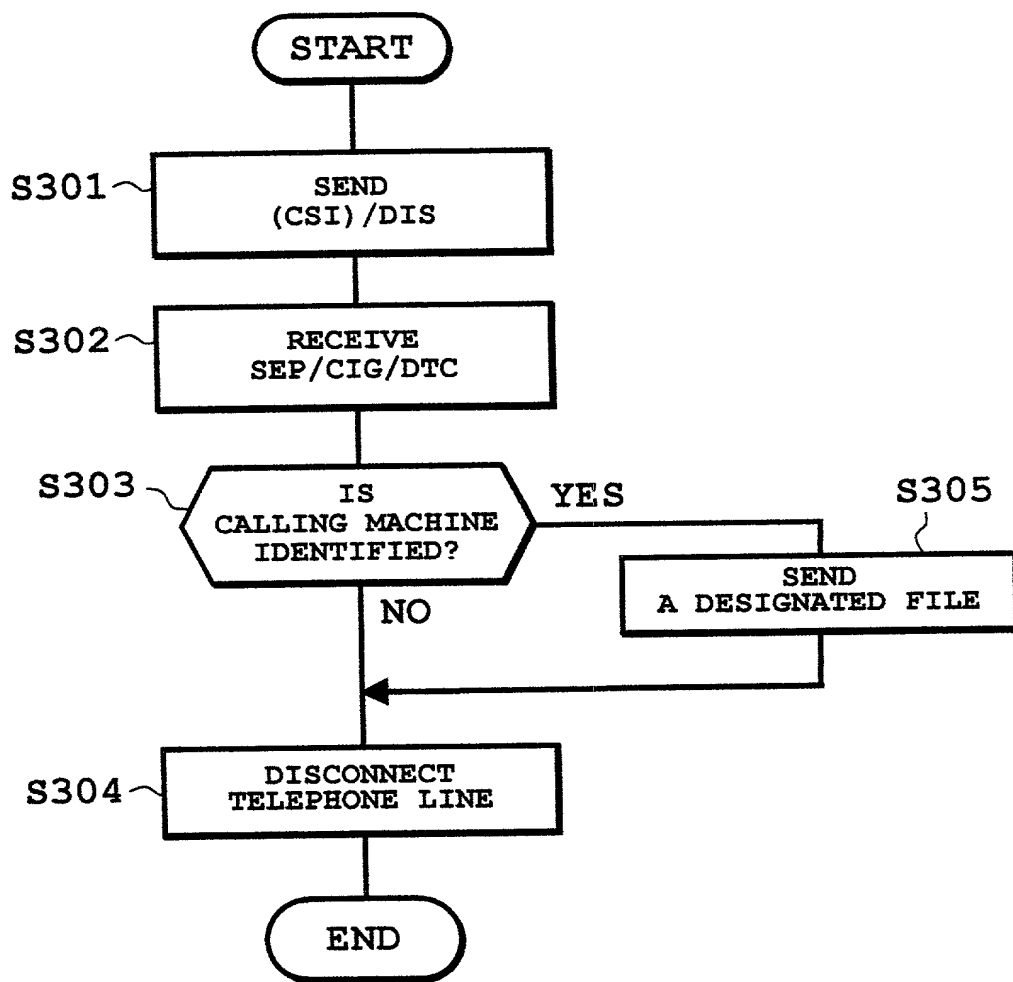 START
S301
SEND
(CSI)/DIS
S302
RECEIVE
SEP/CIG/DTC
S303
IS
CALLING MACHINE
IDENTIFIED?
YES
NO
S305
SEND
A DESIGNATED FILE
S304
DISCONNECT
TELEPHONE LINE
END